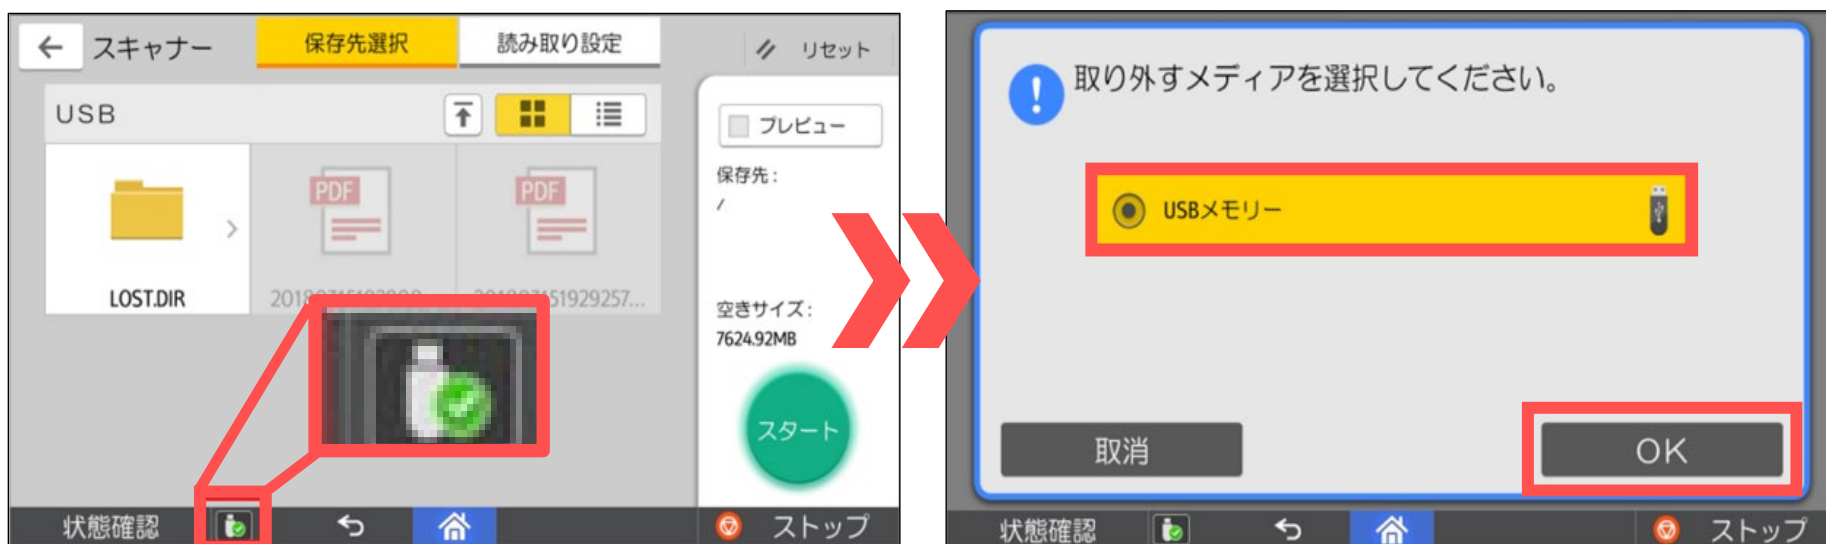 スキャナー
保存先選択
読み取り設定
リセット
USB
プレビュー
保存先:
/
PDF
PDF
LOST.DIR
空きサイズ:
7624.92MB
スタート
状態確認
ストップ
取り外すメディアを選択してください。
USBメモリー
取消
OK
状態確認
ストップ